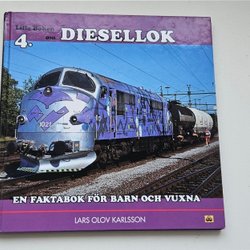 Lilla Boken
om
4. DIESELLOK
EN FAKTABOK FÖR BARN OCH VUXNA
LARS OLOV KARLSSON